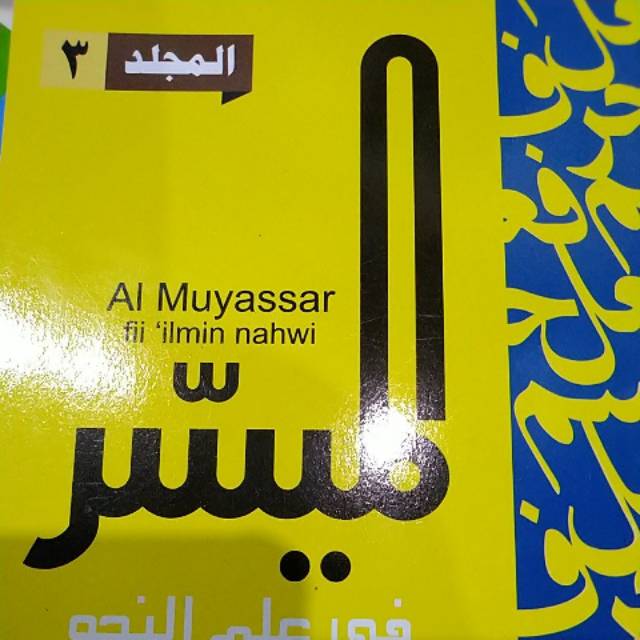 المجلد ٣
Al Muyassar
fii ‘ilmin nahwi
الميسّر
في علم النحو